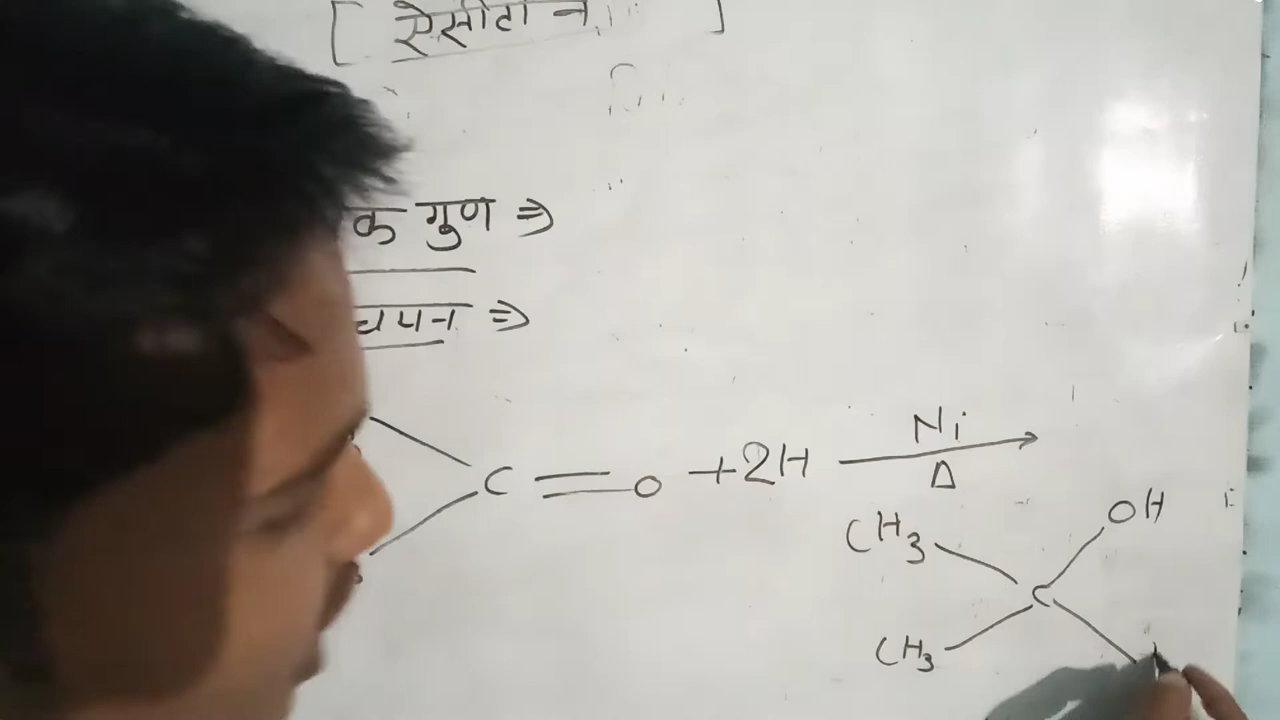 [ ऐसीटोन ]
क गुण ⇒
चयन ⇒
C = O + 2H Ni Δ →
CH3 OH
C
CH3